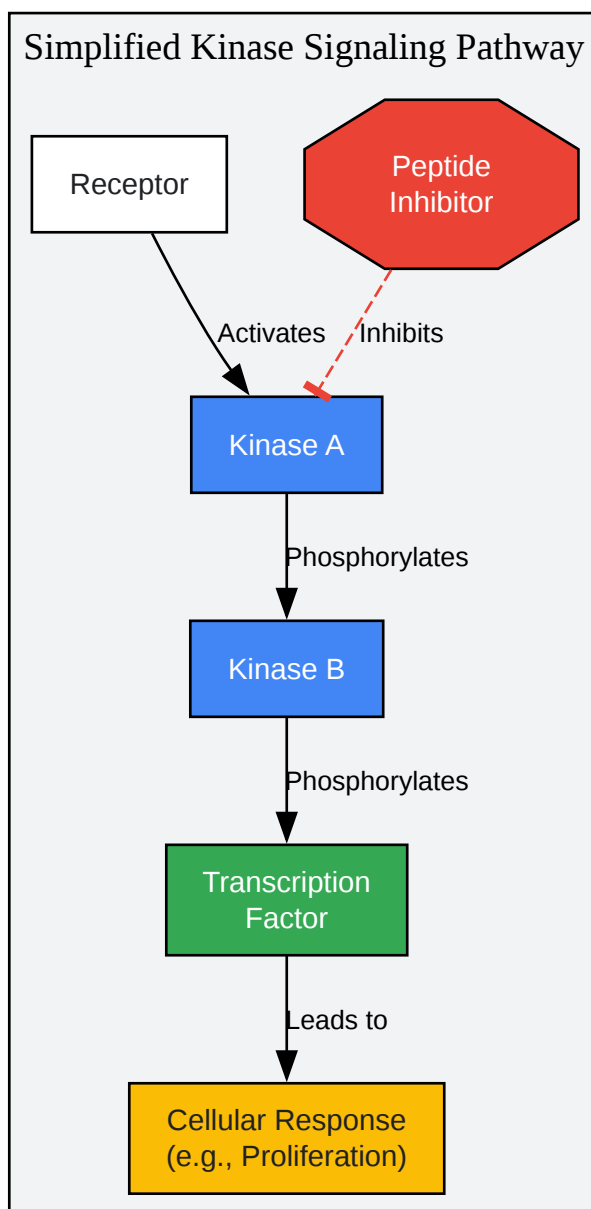 Simplified Kinase Signaling Pathway
Receptor
Peptide
Inhibitor
Activates
Inhibits
Kinase A
Phosphorylates
Kinase B
Phosphorylates
Transcription
Factor
Leads to
Cellular Response
(e.g., Proliferation)